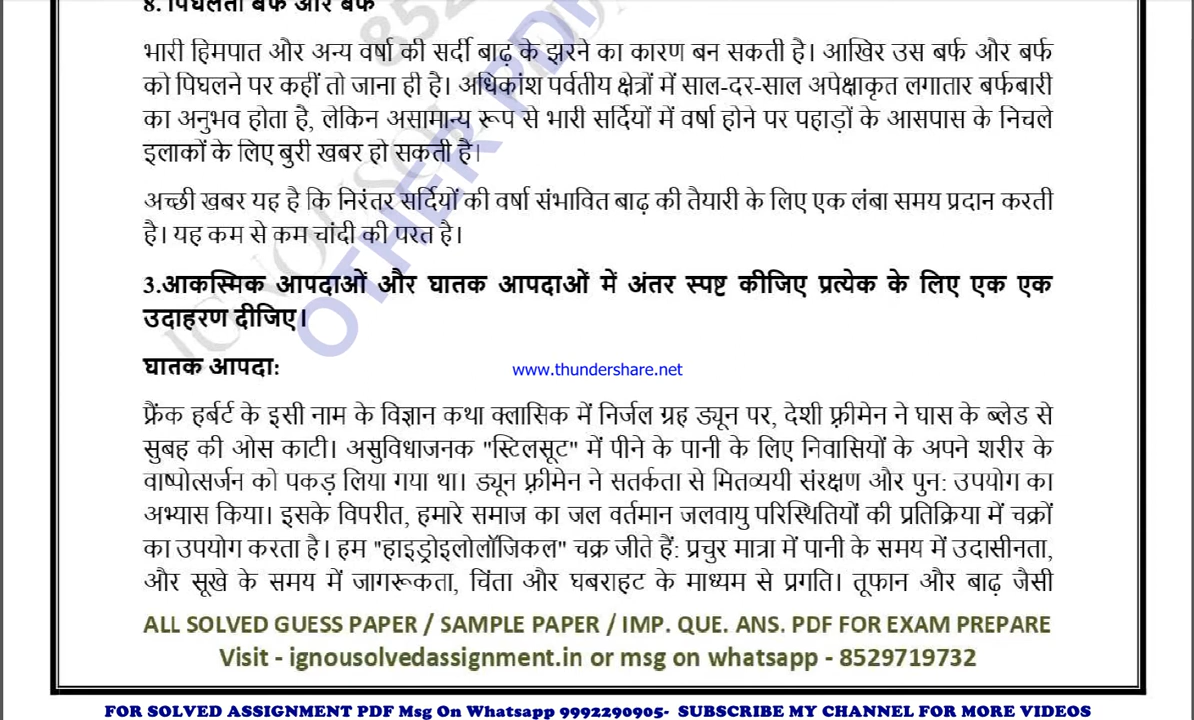 8. पिघलती बर्फ और बर्फ
भारी हिमपात और अन्य वर्षा की सर्दी बाढ़ के झरने का कारण बन सकती है। आखिर उस बर्फ और बर्फ
को पिघलने पर कहीं तो जाना ही है। अधिकांश पर्वतीय क्षेत्रों में साल-दर-साल अपेक्षाकृत लगातार बर्फबारी
का अनुभव होता है, लेकिन असामान्य रूप से भारी सर्दियों में वर्षा होने पर पहाड़ों के आसपास के निचले
इलाकों के लिए बुरी खबर हो सकती है।
अच्छी खबर यह है कि निरंतर सर्दियों की वर्षा संभावित बाढ़ की तैयारी के लिए एक लंबा समय प्रदान करती
है। यह कम से कम चांदी की परत है।
3.आकस्मिक आपदाओं और घातक आपदाओं में अंतर स्पष्ट कीजिए प्रत्येक के लिए एक एक
उदाहरण दीजिए।
घातक आपदा:
www.thundershare.net
फ्रैंक हर्बर्ट के इसी नाम के विज्ञान कथा क्लासिक में निर्जल ग्रह ड्यून पर, देशी फ़्रीमेन ने घास के ब्लेड से
सुबह की ओस काटी। असुविधाजनक "स्टिलसूट" में पीने के पानी के लिए निवासियों के अपने शरीर के
वाष्पोत्सर्जन को पकड़ लिया गया था। ड्यून फ़्रीमेन ने सतर्कता से मितव्ययी संरक्षण और पुन: उपयोग का
अभ्यास किया। इसके विपरीत, हमारे समाज का जल वर्तमान जलवायु परिस्थितियों की प्रतिक्रिया में चक्रों
का उपयोग करता है। हम "हाइड्रोइलोलॉजिकल" चक्र जीते हैं: प्रचुर मात्रा में पानी के समय में उदासीनता,
और सूखे के समय में जागरूकता, चिंता और घबराहट के माध्यम से प्रगति। तूफान और बाढ़ जैसी
ALL SOLVED GUESS PAPER / SAMPLE PAPER / IMP. QUE. ANS. PDF FOR EXAM PREPARE
Visit - ignousolvedassignment.in or msg on whatsapp - 8529719732
FOR SOLVED ASSIGNMENT PDF Msg On Whatsapp 9992290905- SUBSCRIBE MY CHANNEL FOR MORE VIDEOS